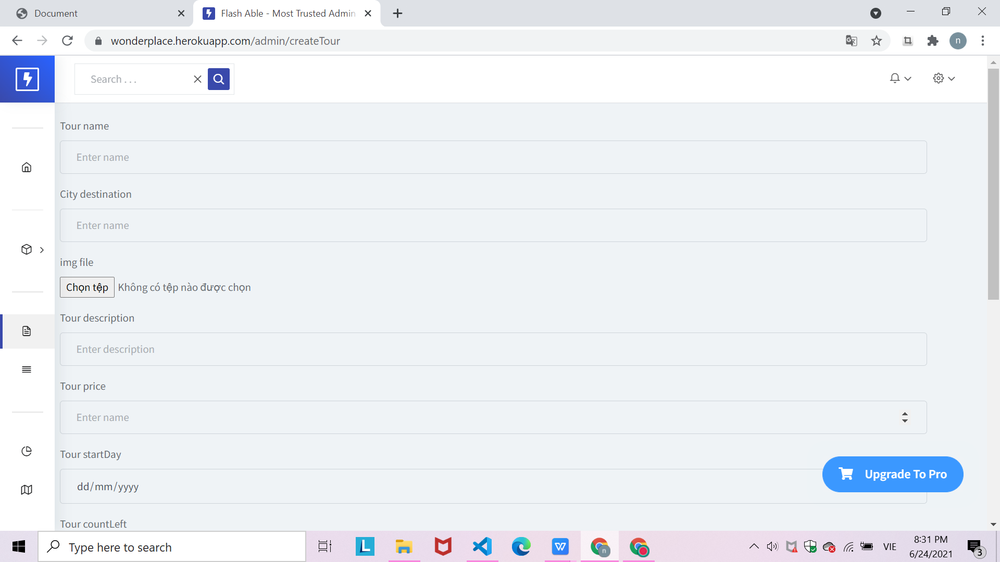 Document
Flash Able - Most Trusted Admin
wonderplace.herokuapp.com/admin/createTour
n
Search . . .
Tour name
Enter name
City destination
Enter name
img file
Chọn tệp Không có tệp nào được chọn
Tour description
Enter description
Tour price
Enter name
Tour startDay
dd/mm/yyyy
Upgrade To Pro
Tour countLeft
Type here to search
L
W
n
VIE
8:31 PM
6/24/2021
3